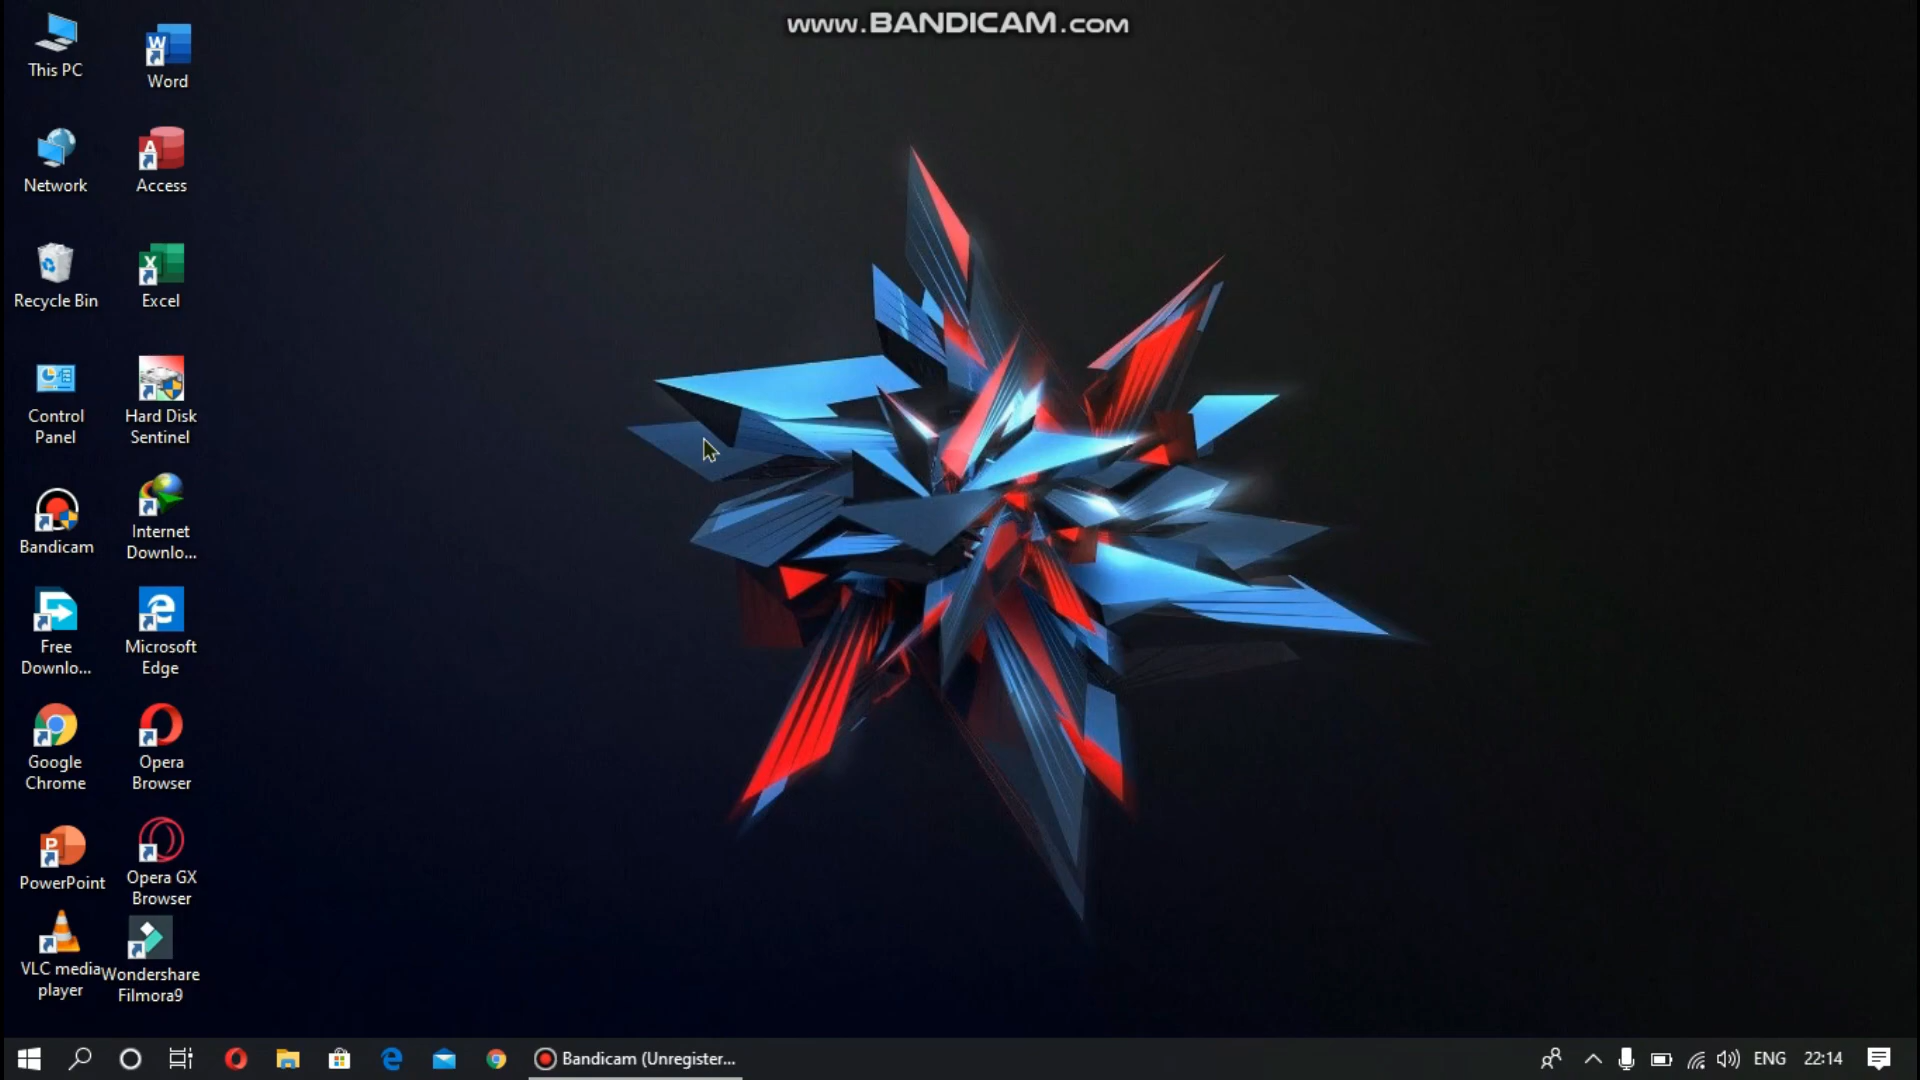 www.BANDICAM.com
This PC
Word
Network
Access
Recycle Bin
Excel
Control
Panel
Hard Disk
Sentinel
Bandicam
Internet
Downlo...
Free
Downlo...
Microsoft
Edge
Google
Chrome
Opera
Browser
PowerPoint
Opera GX
Browser
VLC media
player
Wondershare
Filmora9
Bandicam (Unregister...
ENG
22:14